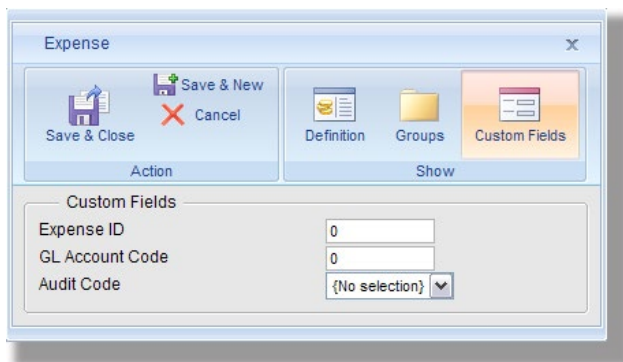 Expense
Save & Close
Save & New
Cancel
Action
Definition
Groups
Custom Fields
Show
Custom Fields
Expense ID 0
GL Account Code 0
Audit Code {No selection}